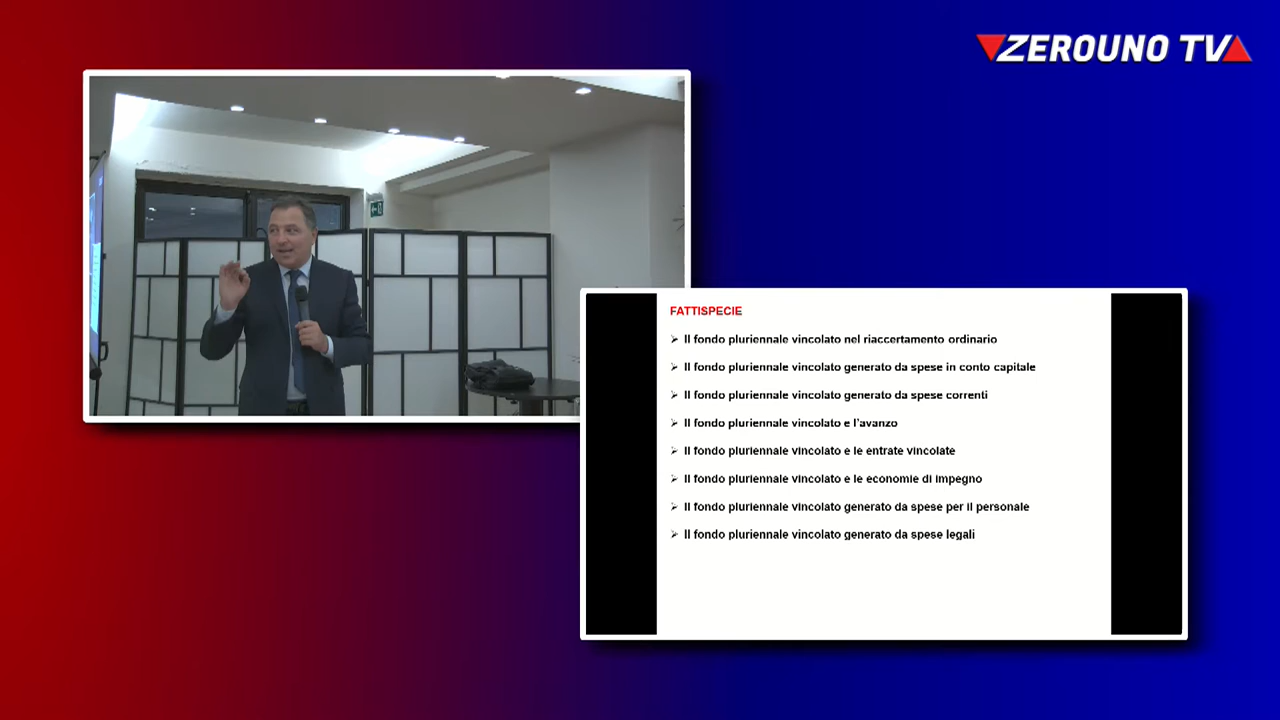 ZEROUNO TV
FATTISPECIE
➢ Il fondo pluriennale vincolato nel riaccertamento ordinario
➢ Il fondo pluriennale vincolato generato da spese in conto capitale
➢ Il fondo pluriennale vincolato generato da spese correnti
➢ Il fondo pluriennale vincolato e l'avanzo
➢ Il fondo pluriennale vincolato e le entrate vincolate
➢ Il fondo pluriennale vincolato e le economie di impegno
➢ Il fondo pluriennale vincolato generato da spese per il personale
➢ Il fondo pluriennale vincolato generato da spese legali